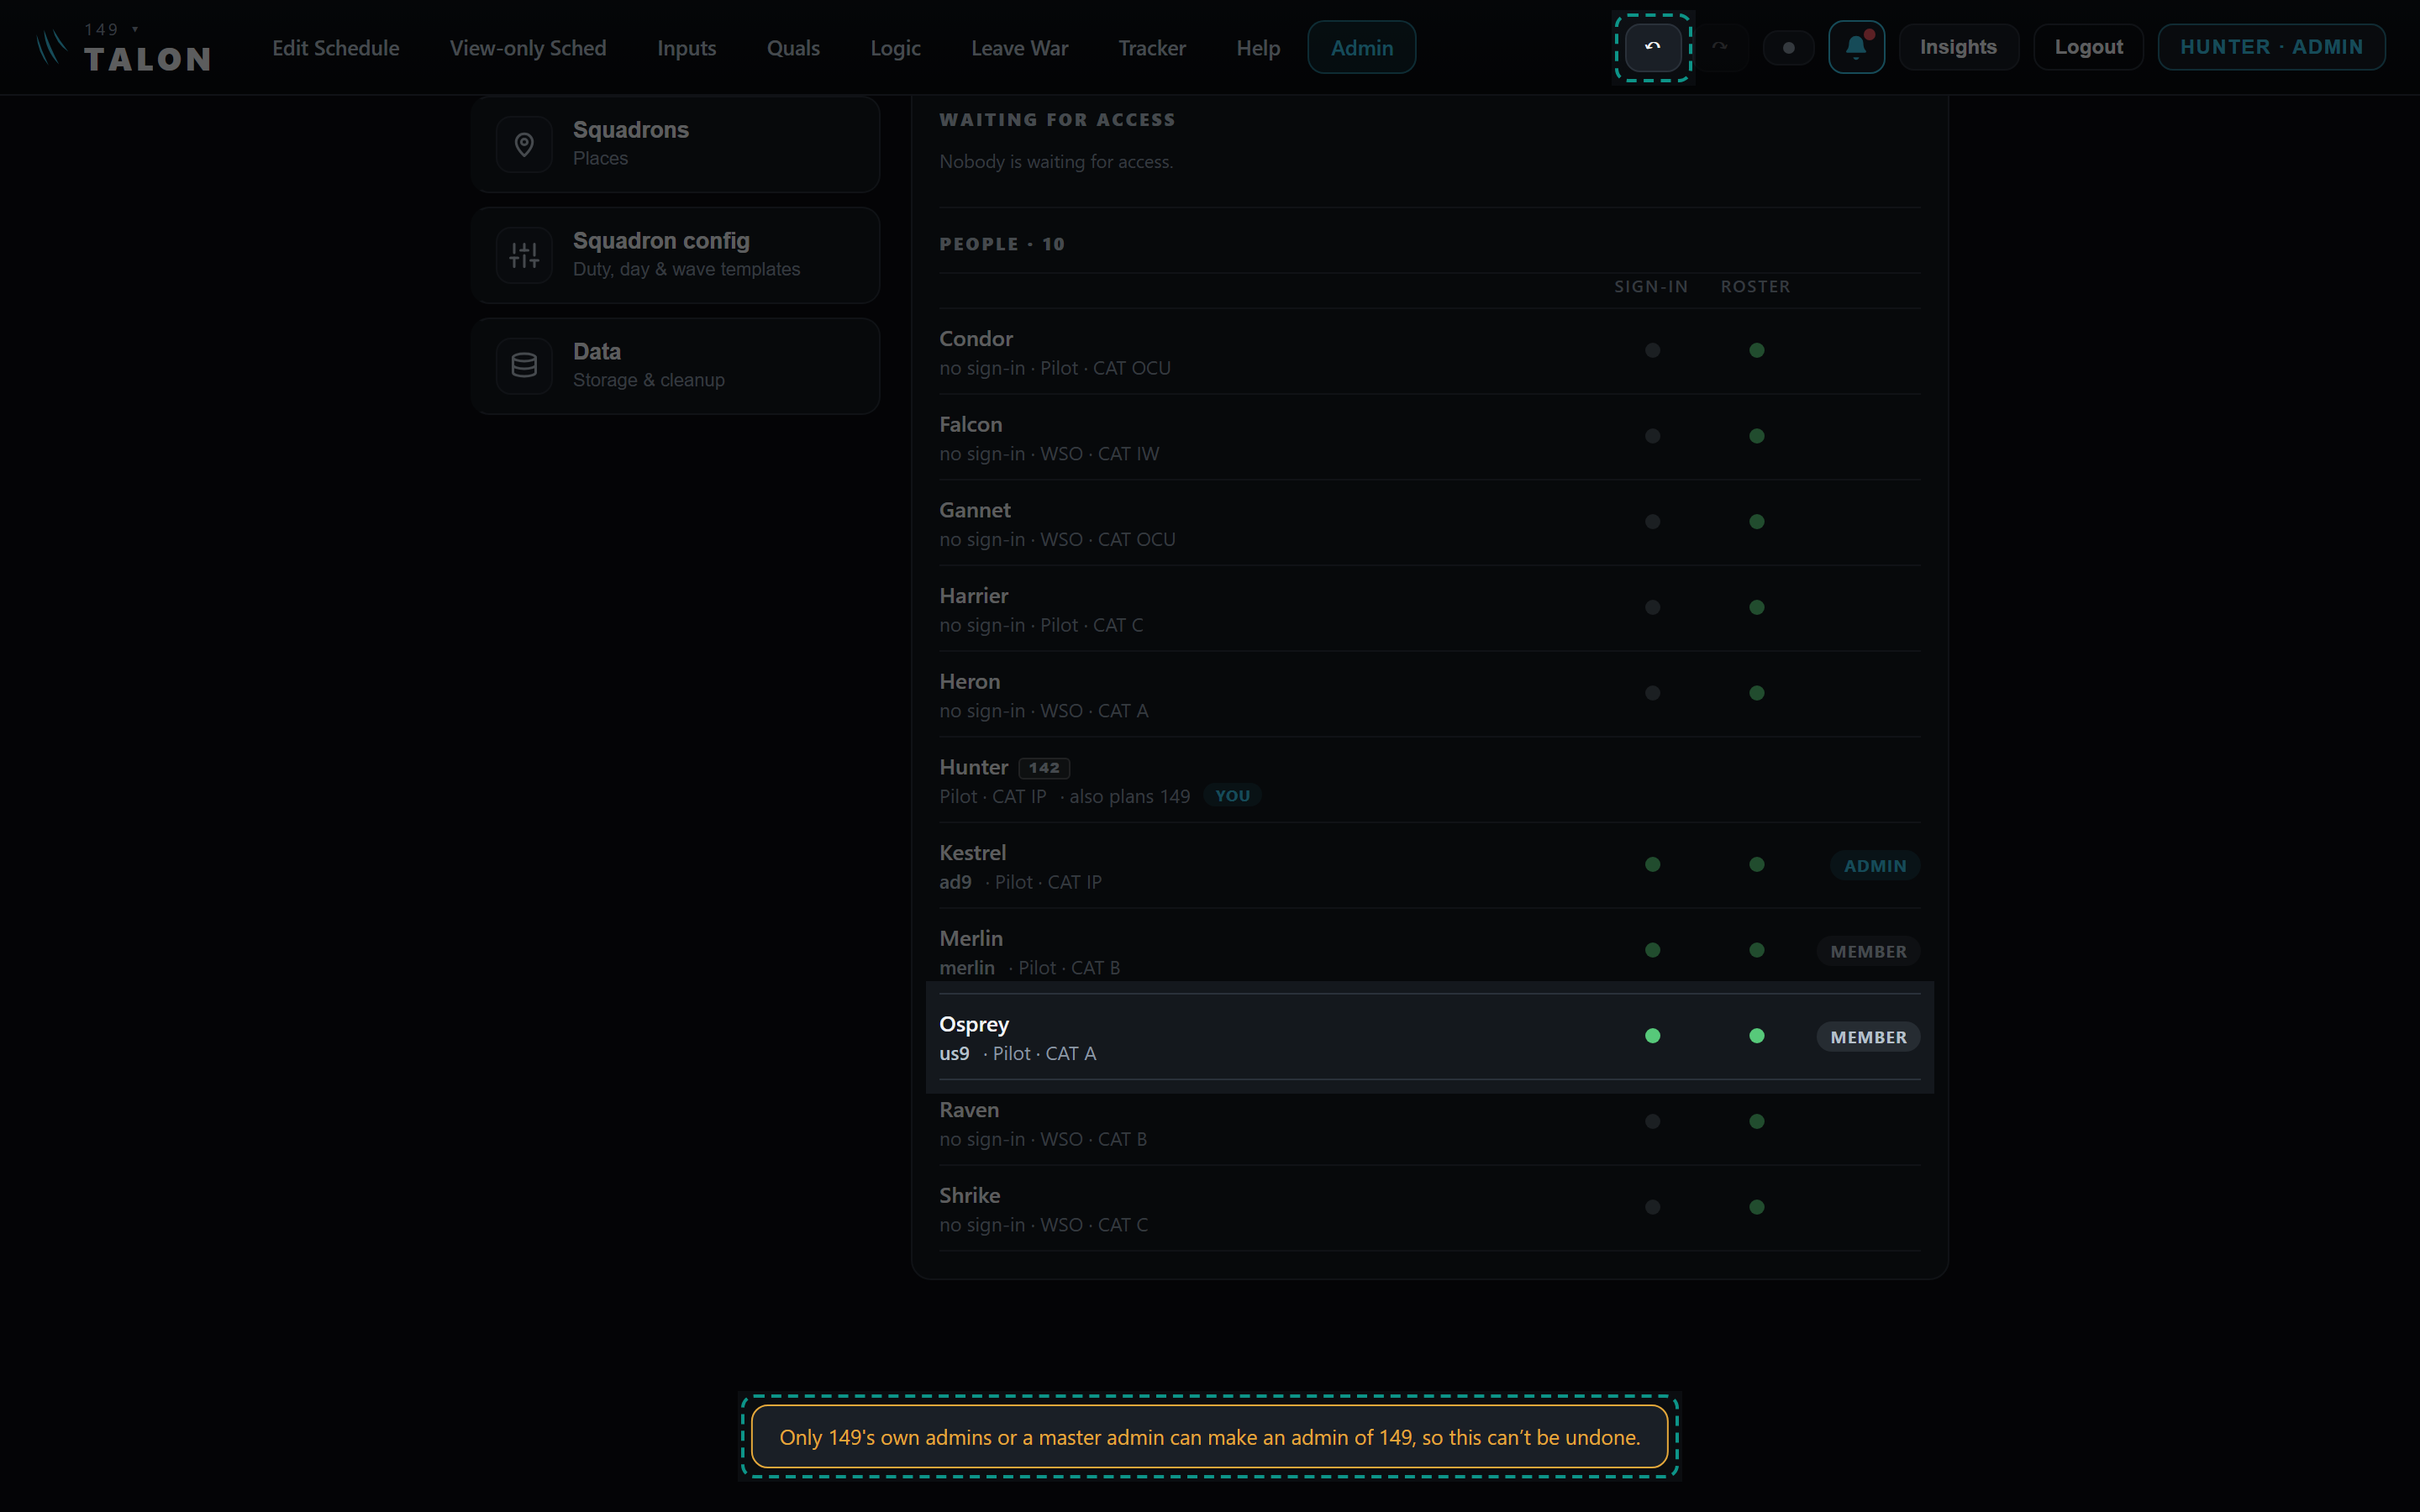 149 ▾
TALON
Edit Schedule
View-only Sched
Inputs
Quals
Logic
Leave War
Tracker
Help
Admin
Insights
Logout
HUNTER · ADMIN
Squadrons
Places
Squadron config
Duty, day & wave templates
Data
Storage & cleanup
WAITING FOR ACCESS
Nobody is waiting for access.
PEOPLE · 10
SIGN-IN ROSTER
Condor
no sign-in · Pilot · CAT OCU
Falcon
no sign-in · WSO · CAT IW
Gannet
no sign-in · WSO · CAT OCU
Harrier
no sign-in · Pilot · CAT C
Heron
no sign-in · WSO · CAT A
Hunter 142
Pilot · CAT IP · also plans 149 YOU
Kestrel
ad9 · Pilot · CAT IP
ADMIN
Merlin
merlin · Pilot · CAT B
MEMBER
Osprey
us9 · Pilot · CAT A
MEMBER
Raven
no sign-in · WSO · CAT B
Shrike
no sign-in · WSO · CAT C
Only 149's own admins or a master admin can make an admin of 149, so this can’t be undone.